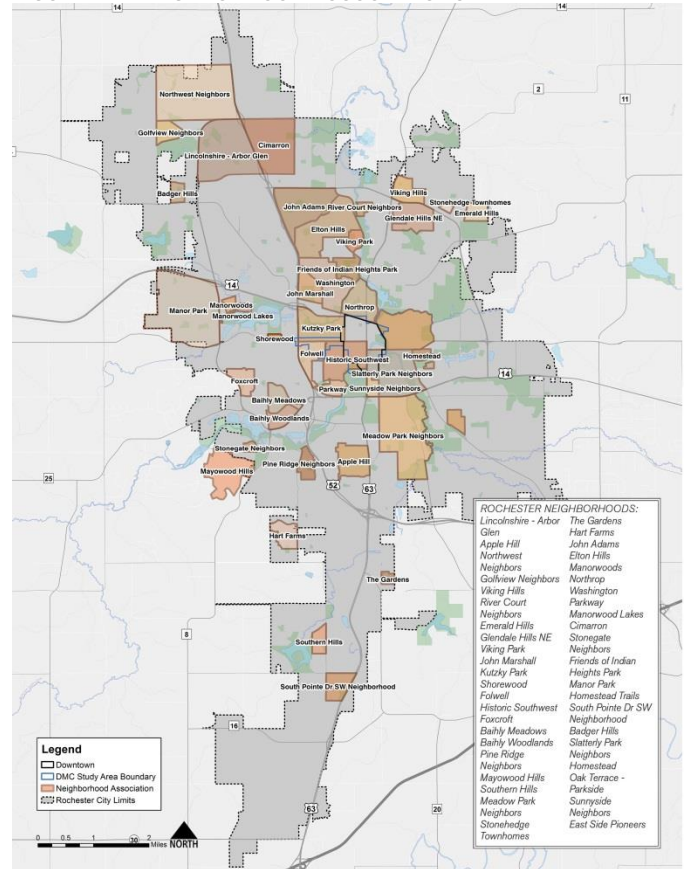 14
14
2
11
Northwest Neighbors
Golfview Neighbors
Cimarron
Lincolnshire - Arbor Glen
Badger Hills
Viking Hills
John Adams
River Court Neighbors
Stonehedge Townhomes
Glendale Hills NE
Emerald Hills
Elton Hills
Viking Park
Friends of Indian Heights Park
Washington
14
John Marshall
Manorwoods
Northrop
Manor Park
Manorwood Lakes
Kutzky Park
Shorewood
Folwell
Historic Southwest
Homestead
Slatterly Park Neighbors
14
Foxcroft
Parkway
Sunnyside Neighbors
Baihly Meadows
Baihly Woodlands
Meadow Park Neighbors
Stonegate Neighbors
Pine Ridge Neighbors
Apple Hill
Mayowood Hills
25
52
63
Hart Farms
The Gardens
8
Southern Hills
South Pointe Dr SW Neighborhood
16
63
20
30
ROCHESTER NEIGHBORHOODS:
Lincolnshire - Arbor
Glen
Apple Hill
Northwest
Neighbors
Golfview Neighbors
Viking Hills
River Court
Neighbors
Emerald Hills
Glendale Hills NE
Viking Park
John Marshall
Kutzky Park
Shorewood
Folwell
Historic Southwest
Foxcroft
Baihly Meadows
Baihly Woodlands
Pine Ridge
Neighbors
Mayowood Hills
Southern Hills
Meadow Park
Neighbors
Stonehedge
Townhomes
The Gardens
Hart Farms
John Adams
Elton Hills
Manorwoods
Northrop
Washington
Parkway
Manorwood Lakes
Cimarron
Stonegate
Neighbors
Friends of Indian
Heights Park
Manor Park
Homestead Trails
South Pointe Dr SW
Neighborhood
Badger Hills
Slatterly Park
Neighbors
Homestead
Oak Terrace -
Parkside
Sunnyside
Neighbors
East Side Pioneers
Legend
Downtown
DMC Study Area Boundary
Neighborhood Association
Rochester City Limits
0 0.5 1 2
Miles
NORTH